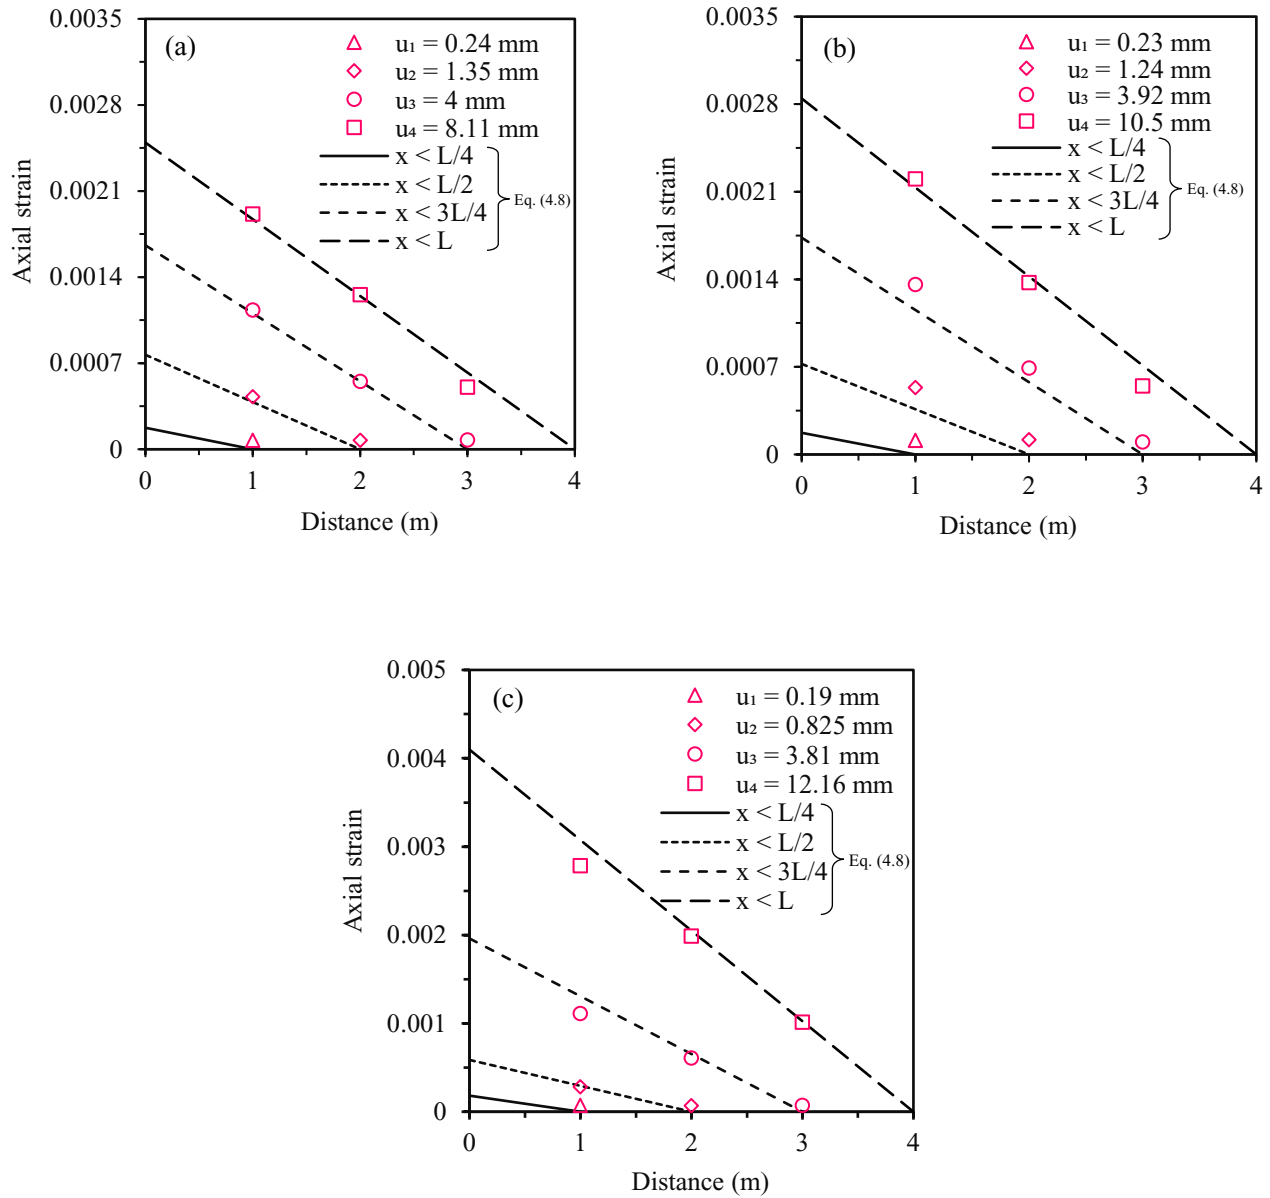 (a)
u₁ = 0.24 mm
u₂ = 1.35 mm
u₃ = 4 mm
u₄ = 8.11 mm
x < L/4
x < L/2
x < 3L/4
x < L
Eq. (4.8)
Axial strain
0.0035
0.0028
0.0021
0.0014
0.0007
0
0 1 2 3 4
Distance (m)
(b)
u₁ = 0.23 mm
u₂ = 1.24 mm
u₃ = 3.92 mm
u₄ = 10.5 mm
x < L/4
x < L/2
x < 3L/4
x < L
Eq. (4.8)
Axial strain
0.0035
0.0028
0.0021
0.0014
0.0007
0
0 1 2 3 4
Distance (m)
(c)
u₁ = 0.19 mm
u₂ = 0.825 mm
u₃ = 3.81 mm
u₄ = 12.16 mm
x < L/4
x < L/2
x < 3L/4
x < L
Eq. (4.8)
Axial strain
0.005
0.004
0.003
0.002
0.001
0
0 1 2 3 4
Distance (m)